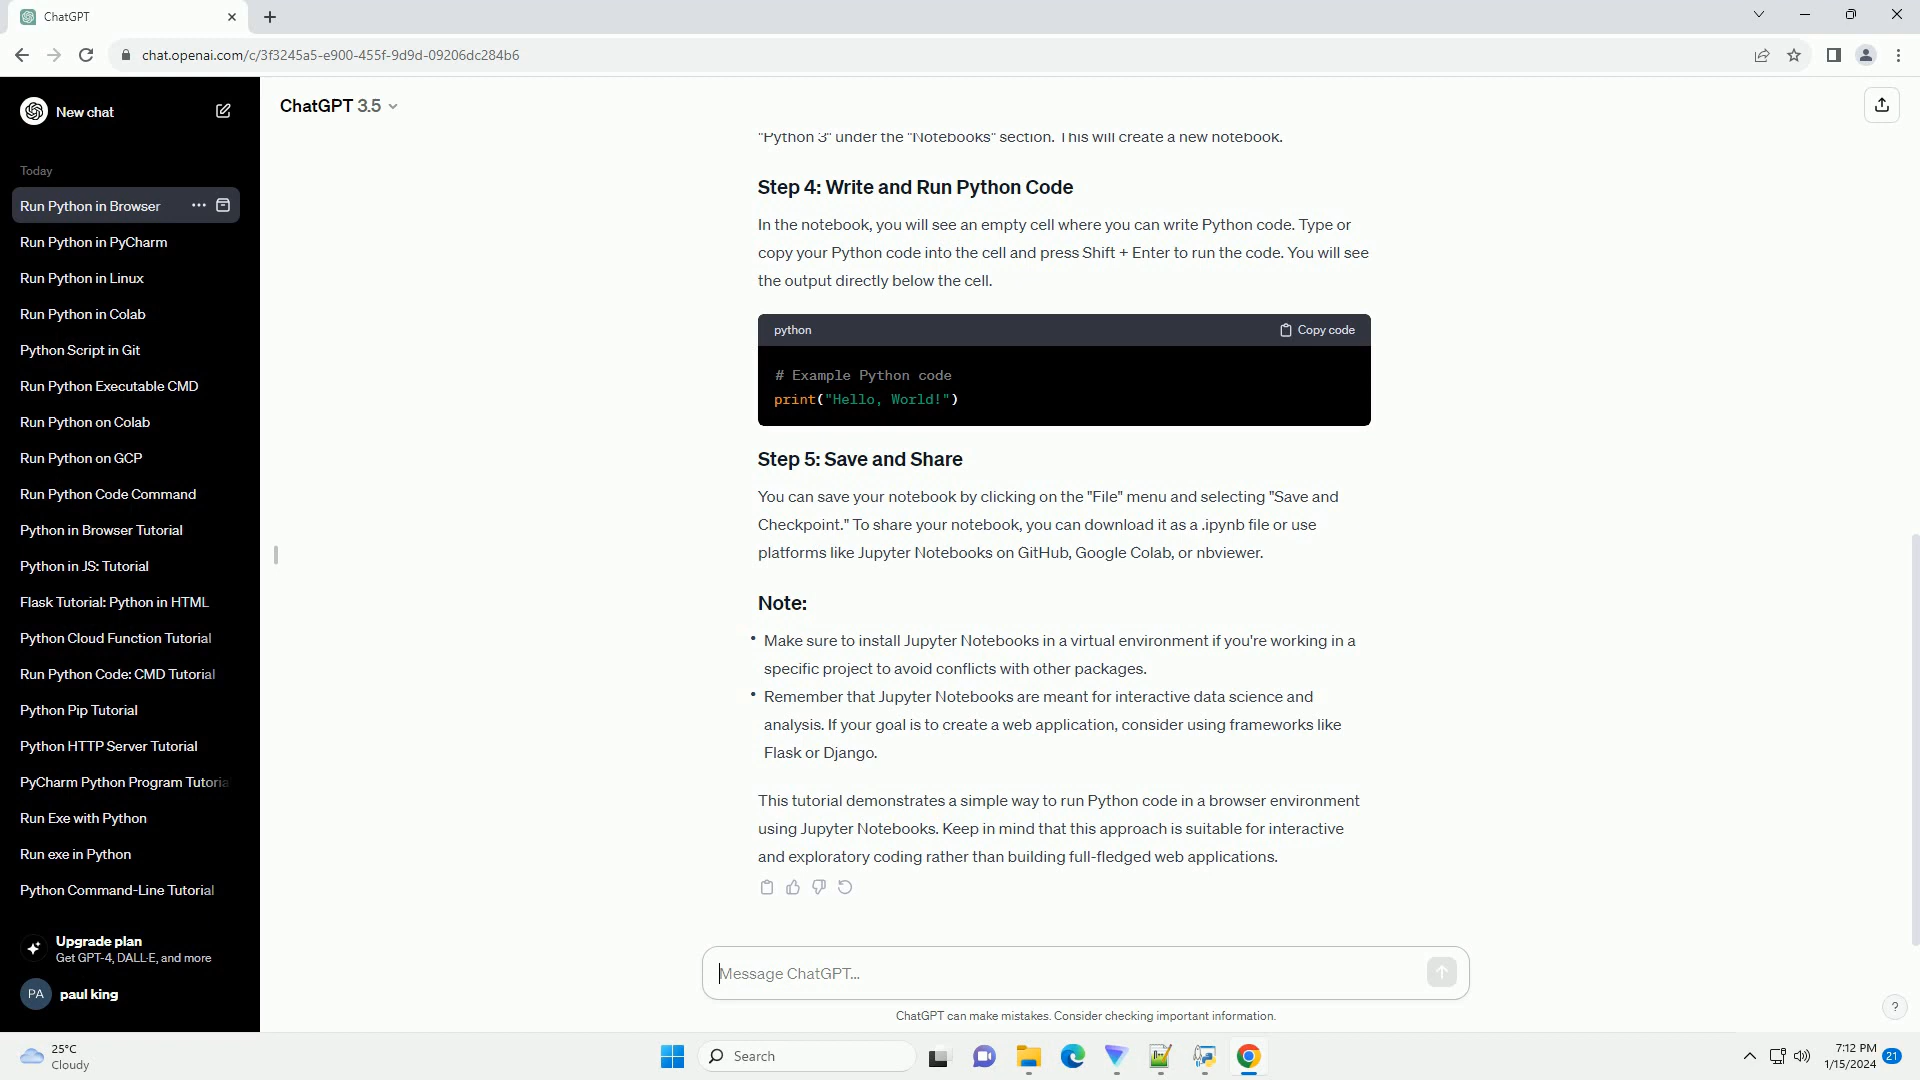 ChatGPT
chat.openai.com/c/3f3245a5-e900-455f-9d9d-09206dc284b6
New chat
Today
Run Python in Browser
Run Python in PyCharm
Run Python in Linux
Run Python in Colab
Python Script in Git
Run Python Executable CMD
Run Python on Colab
Run Python on GCP
Run Python Code Command
Python in Browser Tutorial
Python in JS: Tutorial
Flask Tutorial: Python in HTML
Python Cloud Function Tutorial
Run Python Code: CMD Tutorial
Python Pip Tutorial
Python HTTP Server Tutorial
PyCharm Python Program Tutoria
Run Exe with Python
Run exe in Python
Python Command-Line Tutorial
Upgrade plan
Get GPT-4, DALL·E, and more
PA paul king
ChatGPT 3.5
"Python 3" under the "Notebooks" section. This will create a new notebook.
Step 4: Write and Run Python Code
In the notebook, you will see an empty cell where you can write Python code. Type or
copy your Python code into the cell and press Shift + Enter to run the code. You will see
the output directly below the cell.
python Copy code
# Example Python code
print("Hello, World!")
Step 5: Save and Share
You can save your notebook by clicking on the "File" menu and selecting "Save and
Checkpoint." To share your notebook, you can download it as a .ipynb file or use
platforms like Jupyter Notebooks on GitHub, Google Colab, or nbviewer.
Note:
• Make sure to install Jupyter Notebooks in a virtual environment if you're working in a
specific project to avoid conflicts with other packages.
• Remember that Jupyter Notebooks are meant for interactive data science and
analysis. If your goal is to create a web application, consider using frameworks like
Flask or Django.
This tutorial demonstrates a simple way to run Python code in a browser environment
using Jupyter Notebooks. Keep in mind that this approach is suitable for interactive
and exploratory coding rather than building full-fledged web applications.
Message ChatGPT...
ChatGPT can make mistakes. Consider checking important information.
?
25°C
Cloudy
Search
7:12 PM
1/15/2024
21